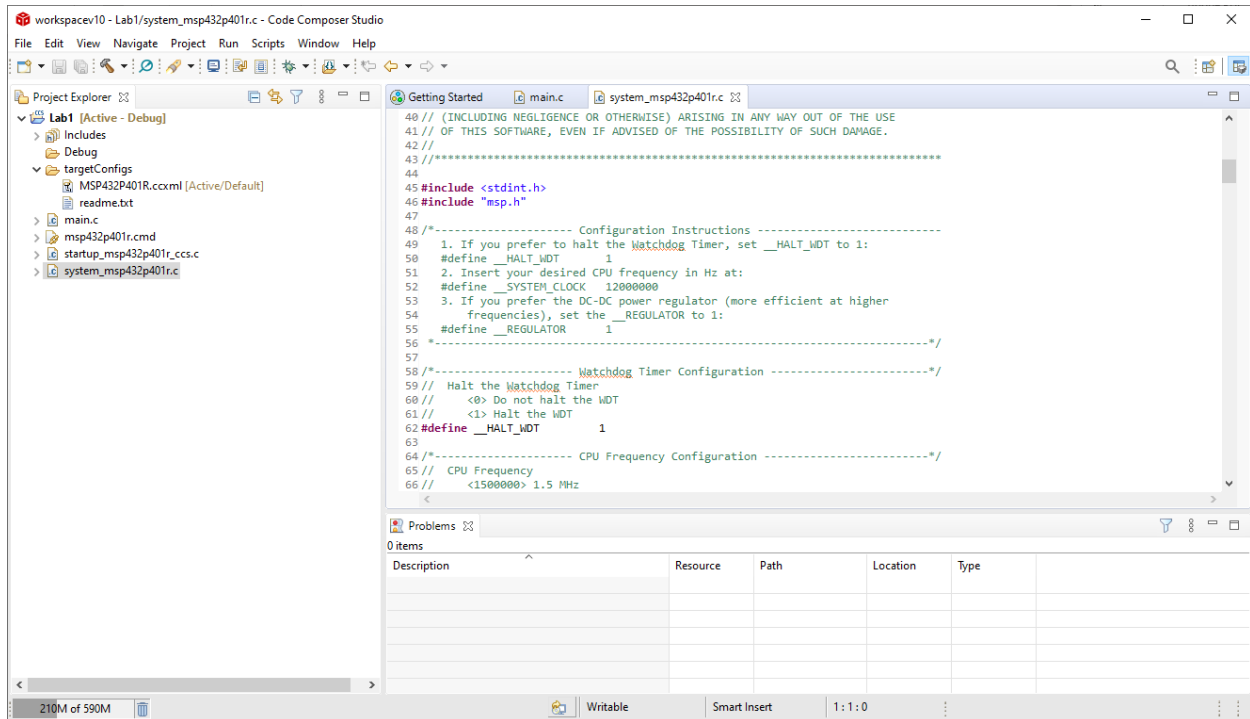 workspacev10 - Lab1/system_msp432p401r.c - Code Composer Studio
File Edit View Navigate Project Run Scripts Window Help
Project Explorer
Lab1 [Active - Debug]
Includes
Debug
targetConfigs
MSP432P401R.ccxml [Active/Default]
readme.txt
main.c
msp432p401r.cmd
startup_msp432p401r_ccs.c
system_msp432p401r.c
210M of 590M
Getting Started main.c system_msp432p401r.c
40 // (INCLUDING NEGLIGENCE OR OTHERWISE) ARISING IN ANY WAY OUT OF THE USE
41 // OF THIS SOFTWARE, EVEN IF ADVISED OF THE POSSIBILITY OF SUCH DAMAGE.
42 //
43 //*****************************************************************************
44
45 #include <stdint.h>
46 #include "msp.h"
47
48 /*--------------------- Configuration Instructions ----------------------------
49 1. If you prefer to halt the Watchdog Timer, set __HALT_WDT to 1:
50 #define __HALT_WDT 1
51 2. Insert your desired CPU frequency in Hz at:
52 #define __SYSTEM_CLOCK 12000000
53 3. If you prefer the DC-DC power regulator (more efficient at higher
54 frequencies), set the __REGULATOR to 1:
55 #define __REGULATOR 1
56 *---------------------------------------------------------------------------*/
57
58 /*--------------------- Watchdog Timer Configuration ------------------------*/
59 // Halt the Watchdog Timer
60 // <0> Do not halt the WDT
61 // <1> Halt the WDT
62 #define __HALT_WDT 1
63
64 /*--------------------- CPU Frequency Configuration -------------------------*/
65 // CPU Frequency
66 // <1500000> 1.5 MHz
Problems
0 items
Description Resource Path Location Type
Writable Smart Insert 1 : 1 : 0